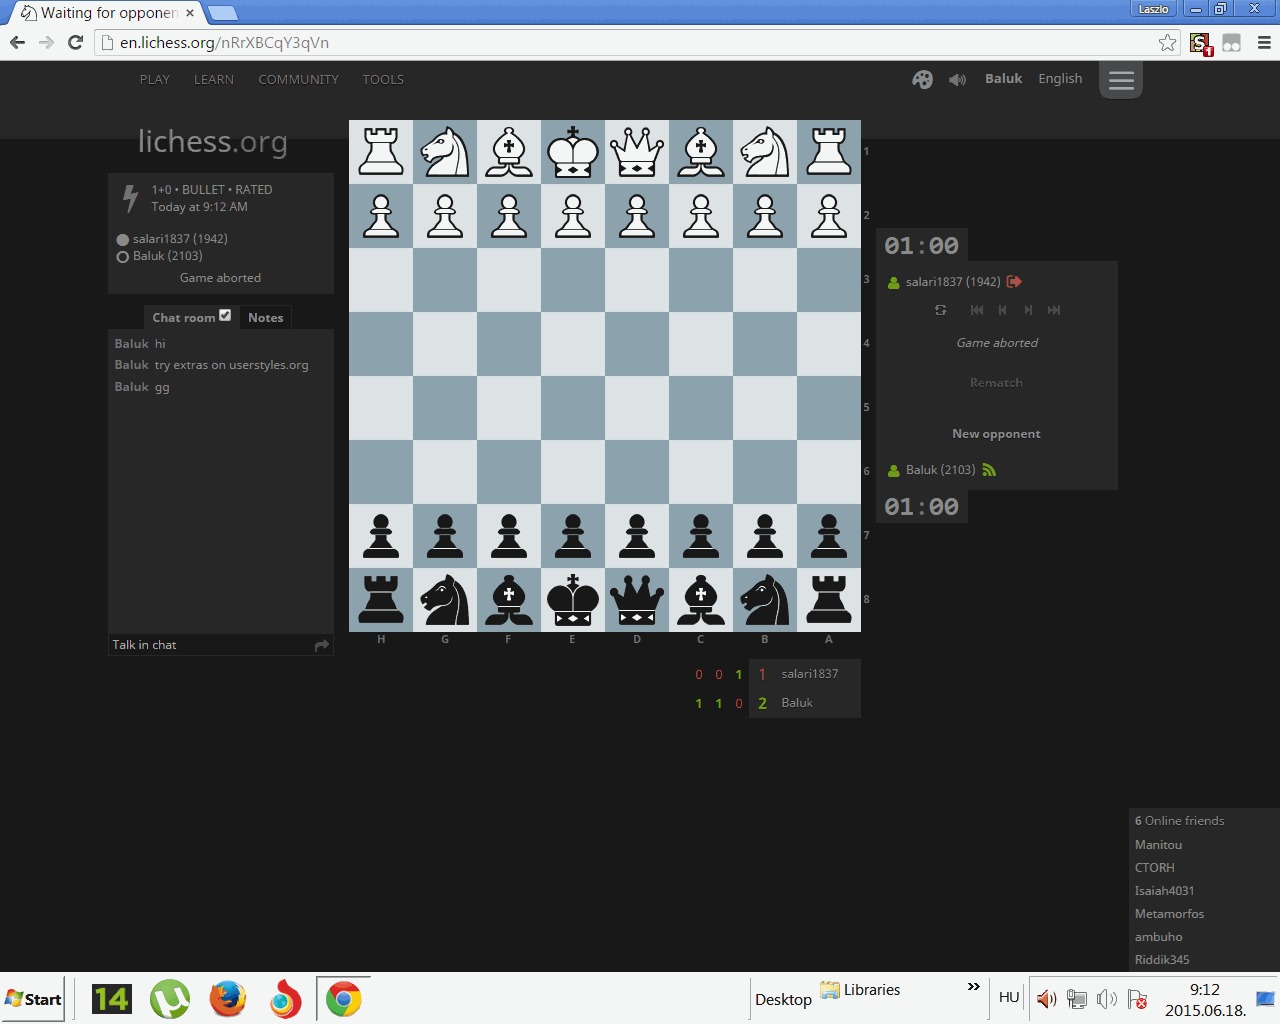 Waiting for opponen
Laszlo
en.lichess.org/nRrXBCqY3qVn
S
1
PLAY LEARN COMMUNITY TOOLS
Baluk English
lichess.org
1+0 • BULLET • RATED
Today at 9:12 AM
salari1837 (1942)
Baluk (2103)
Game aborted
Chat room Notes
Baluk hi
Baluk try extras on userstyles.org
Baluk gg
Talk in chat
1
2
3
4
5
6
7
8
H G F E D C B A
01:00
salari1837 (1942)
Game aborted
Rematch
New opponent
Baluk (2103)
01:00
0 0 1 1 salari1837
1 1 0 2 Baluk
6 Online friends
Manitou
CTORH
Isaiah4031
Metamorfos
ambuho
Riddik345
Start
14
Desktop
Libraries
»
HU
9:12
2015.06.18.